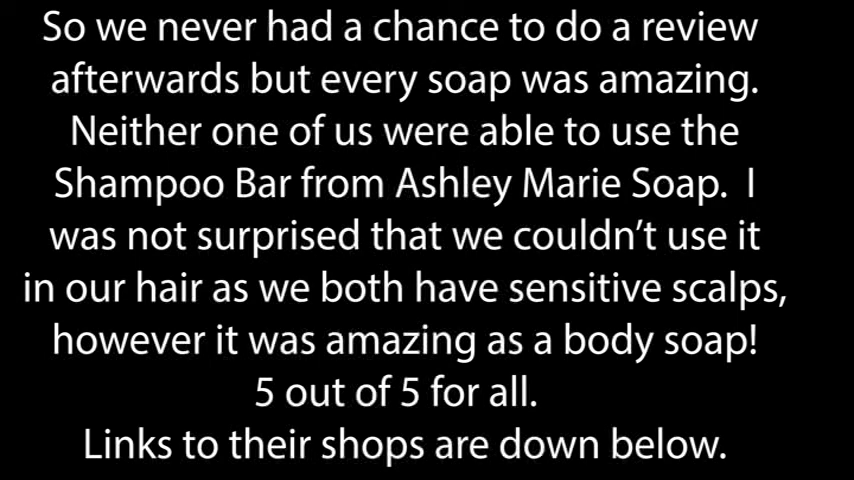 So we never had a chance to do a review
afterwards but every soap was amazing.
Neither one of us were able to use the
Shampoo Bar from Ashley Marie Soap.  I
was not surprised that we couldn’t use it
in our hair as we both have sensitive scalps,
however it was amazing as a body soap!
5 out of 5 for all.
Links to their shops are down below.